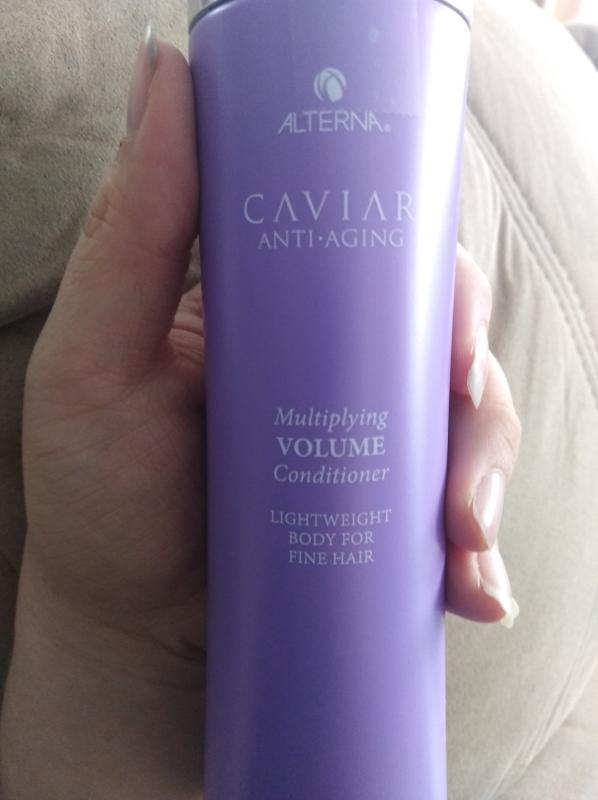 ALTERNA®
CAVIAR
ANTI·AGING
Multiplying
VOLUME
Conditioner
LIGHTWEIGHT
BODY FOR
FINE HAIR